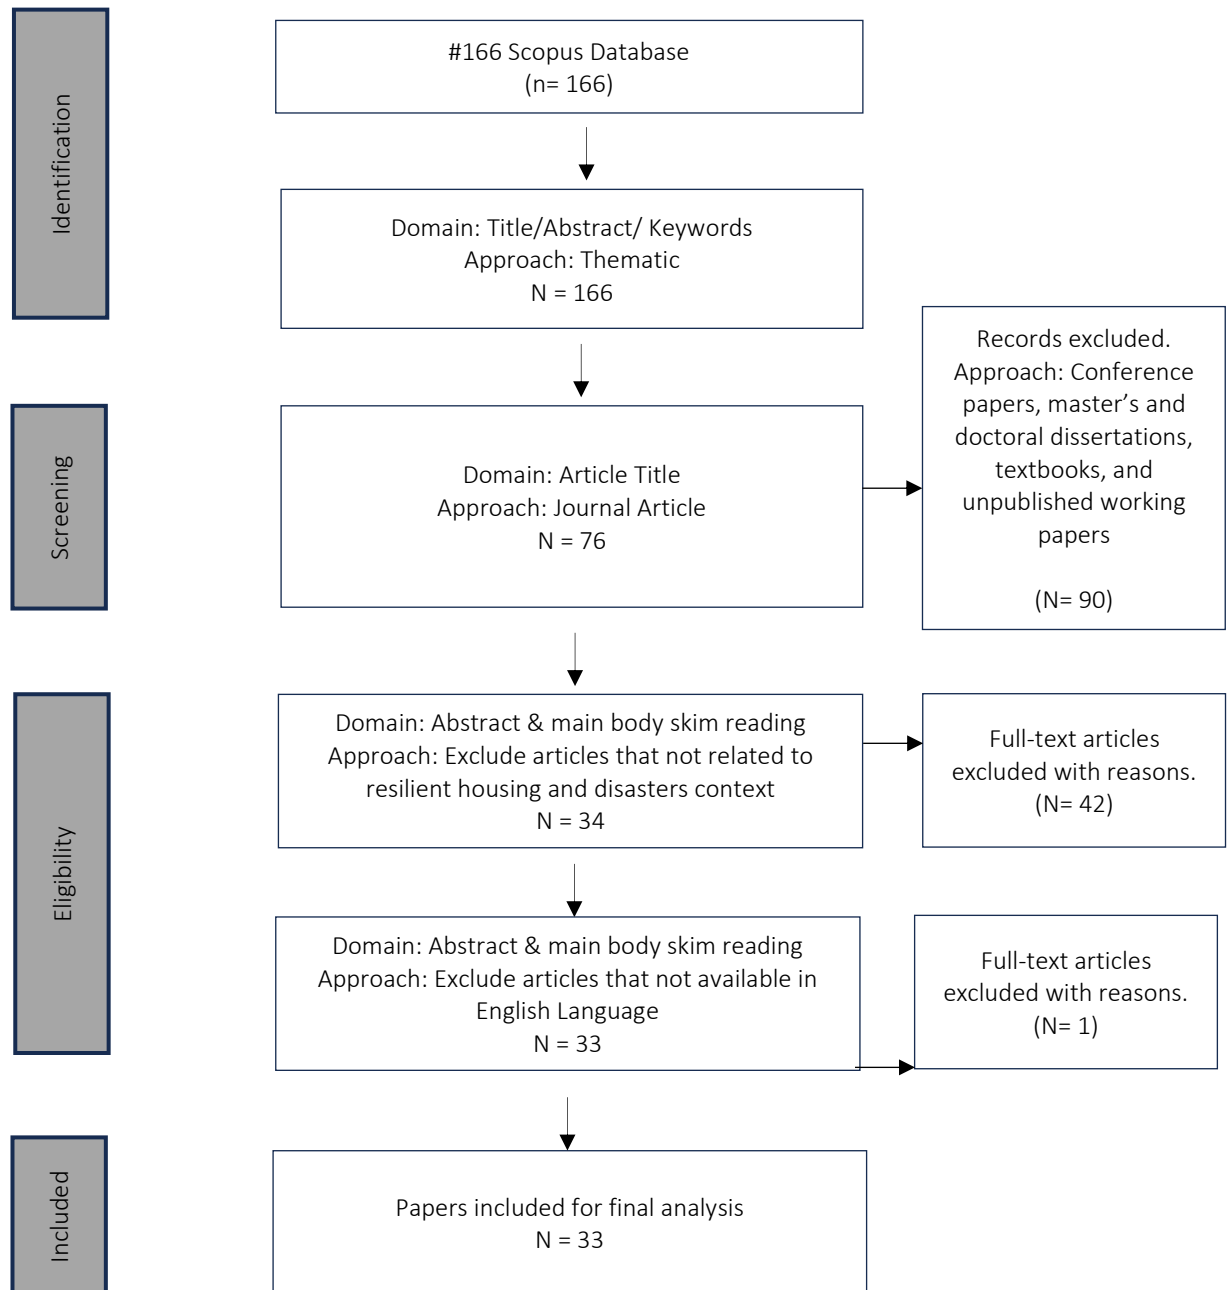 Identification
#166 Scopus Database
(n= 166)
Domain: Title/Abstract/ Keywords
Approach: Thematic
N = 166
Screening
Domain: Article Title
Approach: Journal Article
N = 76
Records excluded.
Approach: Conference
papers, master’s and
doctoral dissertations,
textbooks, and
unpublished working
papers
(N= 90)
Eligibility
Domain: Abstract & main body skim reading
Approach: Exclude articles that not related to
resilient housing and disasters context
N = 34
Full-text articles
excluded with reasons.
(N= 42)
Domain: Abstract & main body skim reading
Approach: Exclude articles that not available in
English Language
N = 33
Full-text articles
excluded with reasons.
(N= 1)
Included
Papers included for final analysis
N = 33